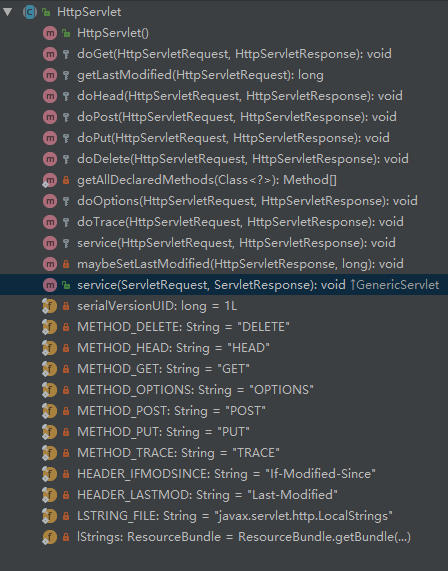 HttpServlet
HttpServlet()
doGet(HttpServletRequest, HttpServletResponse): void
getLastModified(HttpServletRequest): long
doHead(HttpServletRequest, HttpServletResponse): void
doPost(HttpServletRequest, HttpServletResponse): void
doPut(HttpServletRequest, HttpServletResponse): void
doDelete(HttpServletRequest, HttpServletResponse): void
getAllDeclaredMethods(Class<?>): Method[]
doOptions(HttpServletRequest, HttpServletResponse): void
doTrace(HttpServletRequest, HttpServletResponse): void
service(HttpServletRequest, HttpServletResponse): void
maybeSetLastModified(HttpServletResponse, long): void
service(ServletRequest, ServletResponse): void ↑GenericServlet
serialVersionUID: long = 1L
METHOD_DELETE: String = "DELETE"
METHOD_HEAD: String = "HEAD"
METHOD_GET: String = "GET"
METHOD_OPTIONS: String = "OPTIONS"
METHOD_POST: String = "POST"
METHOD_PUT: String = "PUT"
METHOD_TRACE: String = "TRACE"
HEADER_IFMODSINCE: String = "If-Modified-Since"
HEADER_LASTMOD: String = "Last-Modified"
LSTRING_FILE: String = "javax.servlet.http.LocalStrings"
lStrings: ResourceBundle = ResourceBundle.getBundle(...)